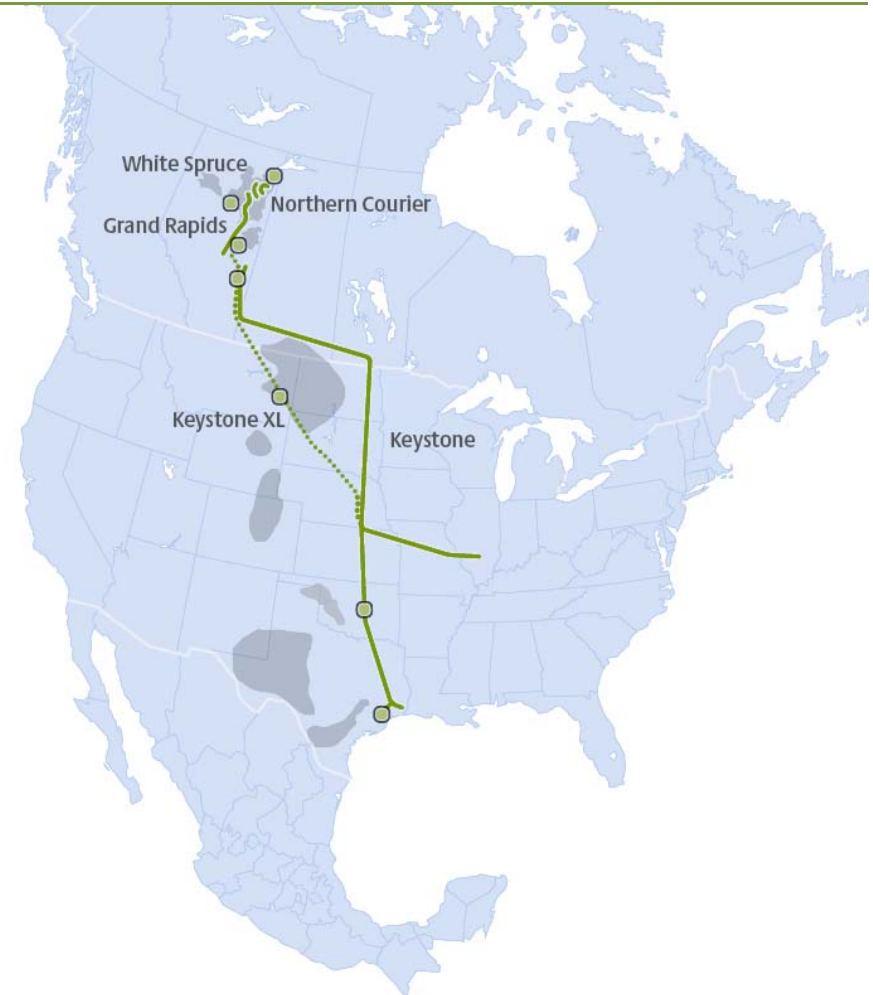 White Spruce
Northern Courier
Grand Rapids
Keystone XL
Keystone